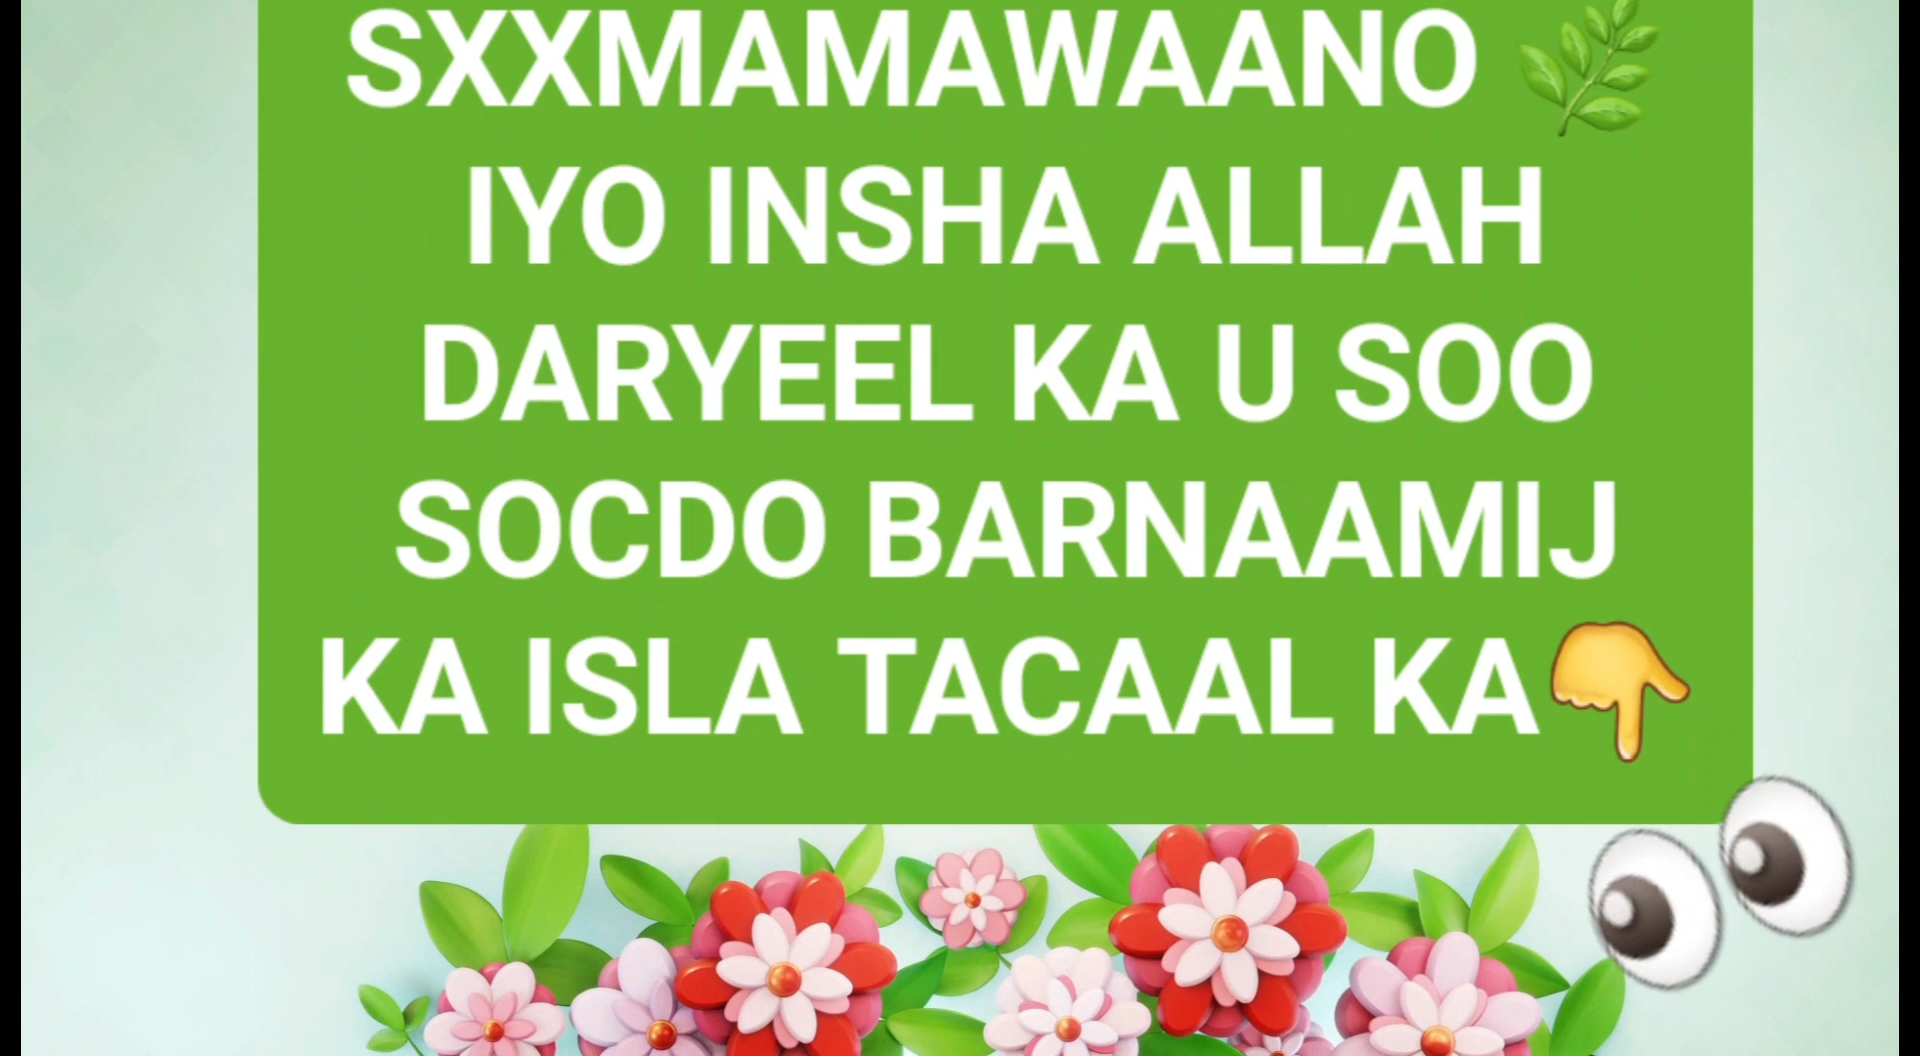 SXXMAMAWAANO 🌿
IYO INSHA ALLAH
DARYEEL KA U SOO
SOCDO BARNAAMIJ
KA ISLA TACAAL KA👇